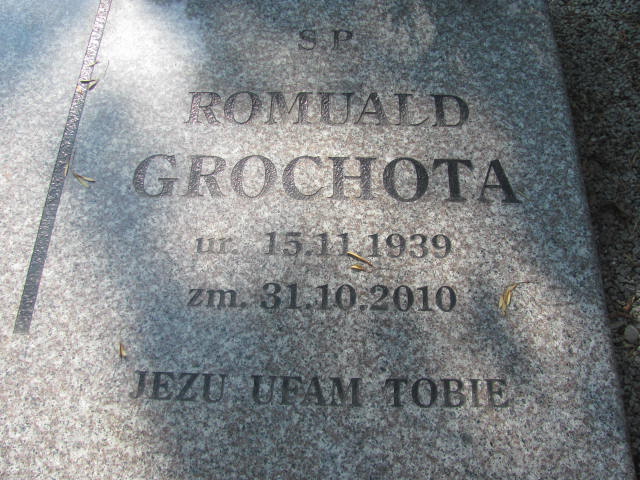 S.P
ROMUALD
GROCHOTA
ur. 15.11.1939
zm. 31.10.2010
JEZU UFAM TOBIE